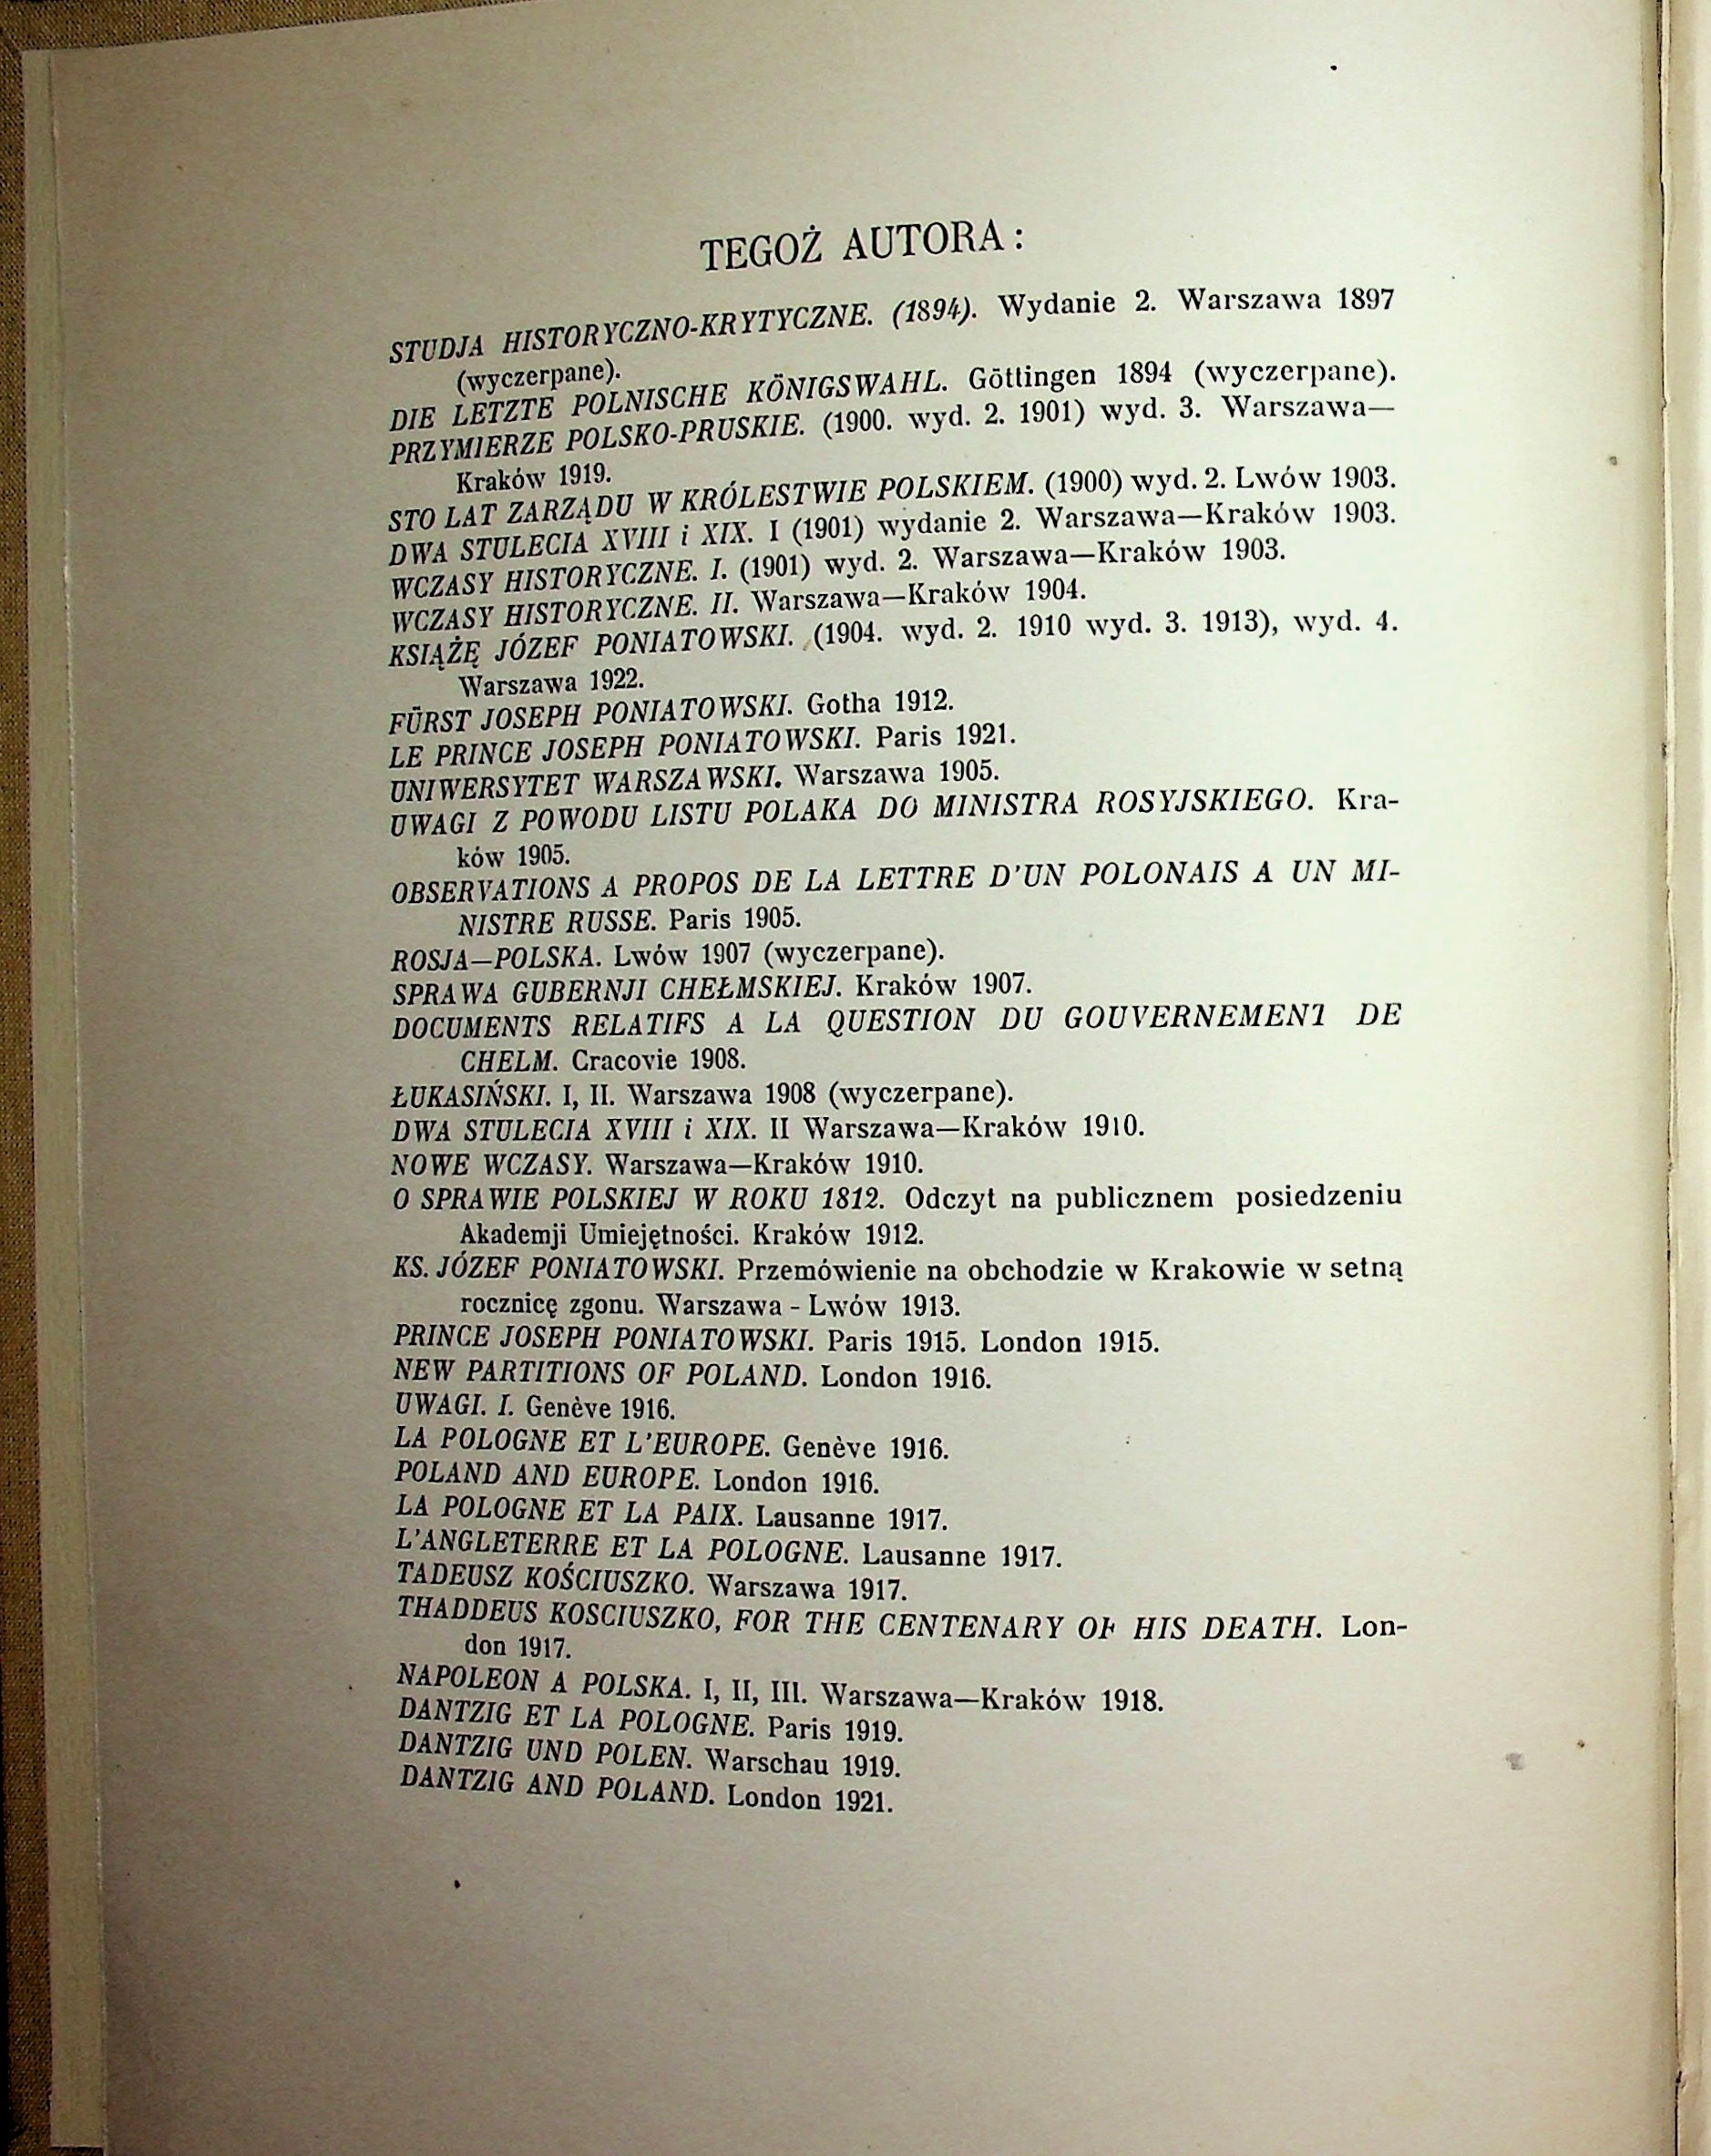 TEGOŻ AUTORA:
STUDJA HISTORYCZNO-KRYTYCZNE. (1894). Wydanie 2. Warszawa 1897
(wyczerpane).
DIE LETZTE POLNISCHE KÖNIGSWAHL. Göttingen 1894 (wyczerpane).
PRZYMIERZE POLSKO-PRUSKIE. (1900. wyd. 2. 1901) wyd. 3. Warszawa—
Kraków 1919.
STO LAT ZARZĄDU W KRÓLESTWIE POLSKIEM. (1900) wyd. 2. Lwów 1903.
DWA STULECIA XVIII i XIX. I (1901) wydanie 2. Warszawa—Kraków 1903.
WCZASY HISTORYCZNE. I. (1901) wyd. 2. Warszawa—Kraków 1903.
WCZASY HISTORYCZNE. II. Warszawa—Kraków 1904.
KSIĄŻĘ JÓZEF PONIATOWSKI. (1904. wyd. 2. 1910 wyd. 3. 1913), wyd. 4.
Warszawa 1922.
FÜRST JOSEPH PONIATOWSKI. Gotha 1912.
LE PRINCE JOSEPH PONIATOWSKI. Paris 1921.
UNIWERSYTET WARSZAWSKI. Warszawa 1905.
UWAGI Z POWODU LISTU POLAKA DO MINISTRA ROSYJSKIEGO. Kra-
ków 1905.
OBSERVATIONS A PROPOS DE LA LETTRE D'UN POLONAIS A UN MI-
NISTRE RUSSE. Paris 1905.
ROSJA—POLSKA. Lwów 1907 (wyczerpane).
SPRAWA GUBERNJI CHEŁMSKIEJ. Kraków 1907.
DOCUMENTS RELATIFS A LA QUESTION DU GOUVERNEMENT DE
CHELM. Cracovie 1908.
ŁUKASIŃSKI. I, II. Warszawa 1908 (wyczerpane).
DWA STULECIA XVIII i XIX. II Warszawa—Kraków 1910.
NOWE WCZASY. Warszawa—Kraków 1910.
O SPRAWIE POLSKIEJ W ROKU 1812. Odczyt na publicznem posiedzeniu
Akademji Umiejętności. Kraków 1912.
KS. JÓZEF PONIATOWSKI. Przemówienie na obchodzie w Krakowie w setną
rocznicę zgonu. Warszawa - Lwów 1913.
PRINCE JOSEPH PONIATOWSKI. Paris 1915. London 1915.
NEW PARTITIONS OF POLAND. London 1916.
UWAGI. I. Genève 1916.
LA POLOGNE ET L'EUROPE. Genève 1916.
POLAND AND EUROPE. London 1916.
LA POLOGNE ET LA PAIX. Lausanne 1917.
L'ANGLETERRE ET LA POLOGNE. Lausanne 1917.
TADEUSZ KOŚCIUSZKO. Warszawa 1917.
THADDEUS KOSCIUSZKO, FOR THE CENTENARY OF HIS DEATH. Lon-
don 1917.
NAPOLEON A POLSKA. I, II, III. Warszawa—Kraków 1918.
DANTZIG ET LA POLOGNE. Paris 1919.
DANTZIG UND POLEN. Warschau 1919.
DANTZIG AND POLAND. London 1921.